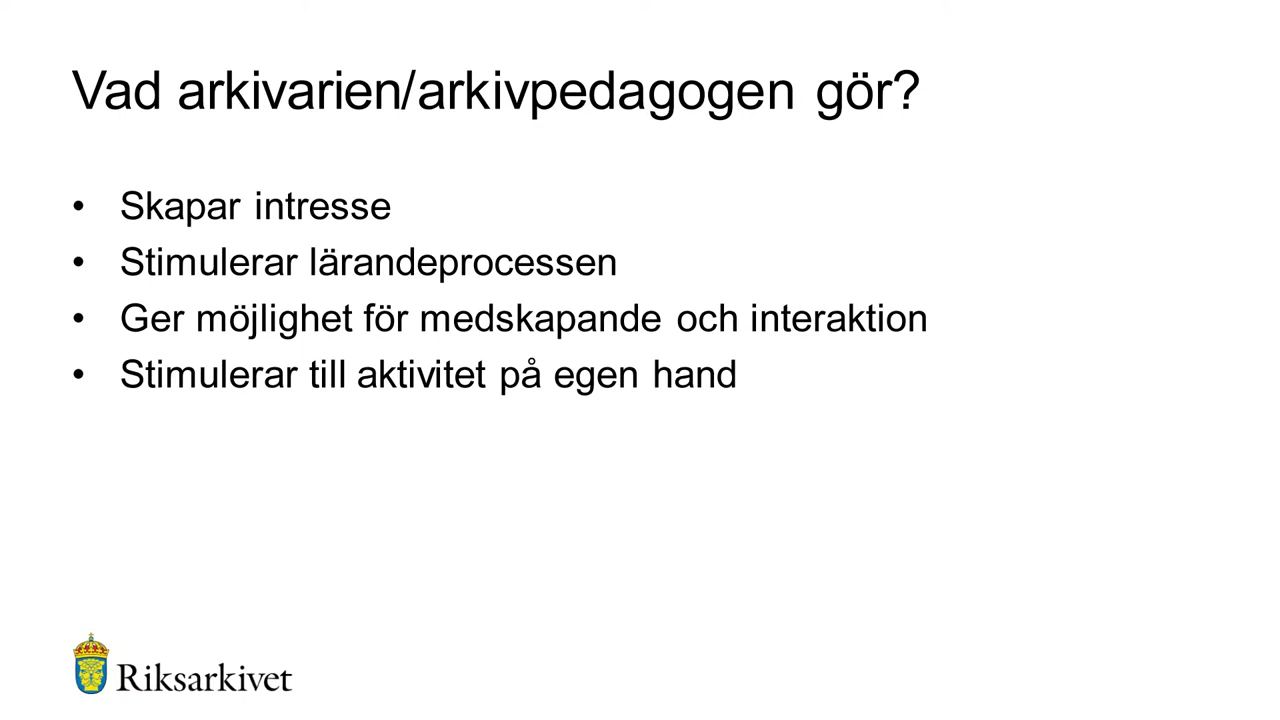 Vad arkivarien/arkivpedagogen gör?
• Skapar intresse
• Stimulerar lärandeprocessen
• Ger möjlighet för medskapande och interaktion
• Stimulerar till aktivitet på egen hand
Riksarkivet